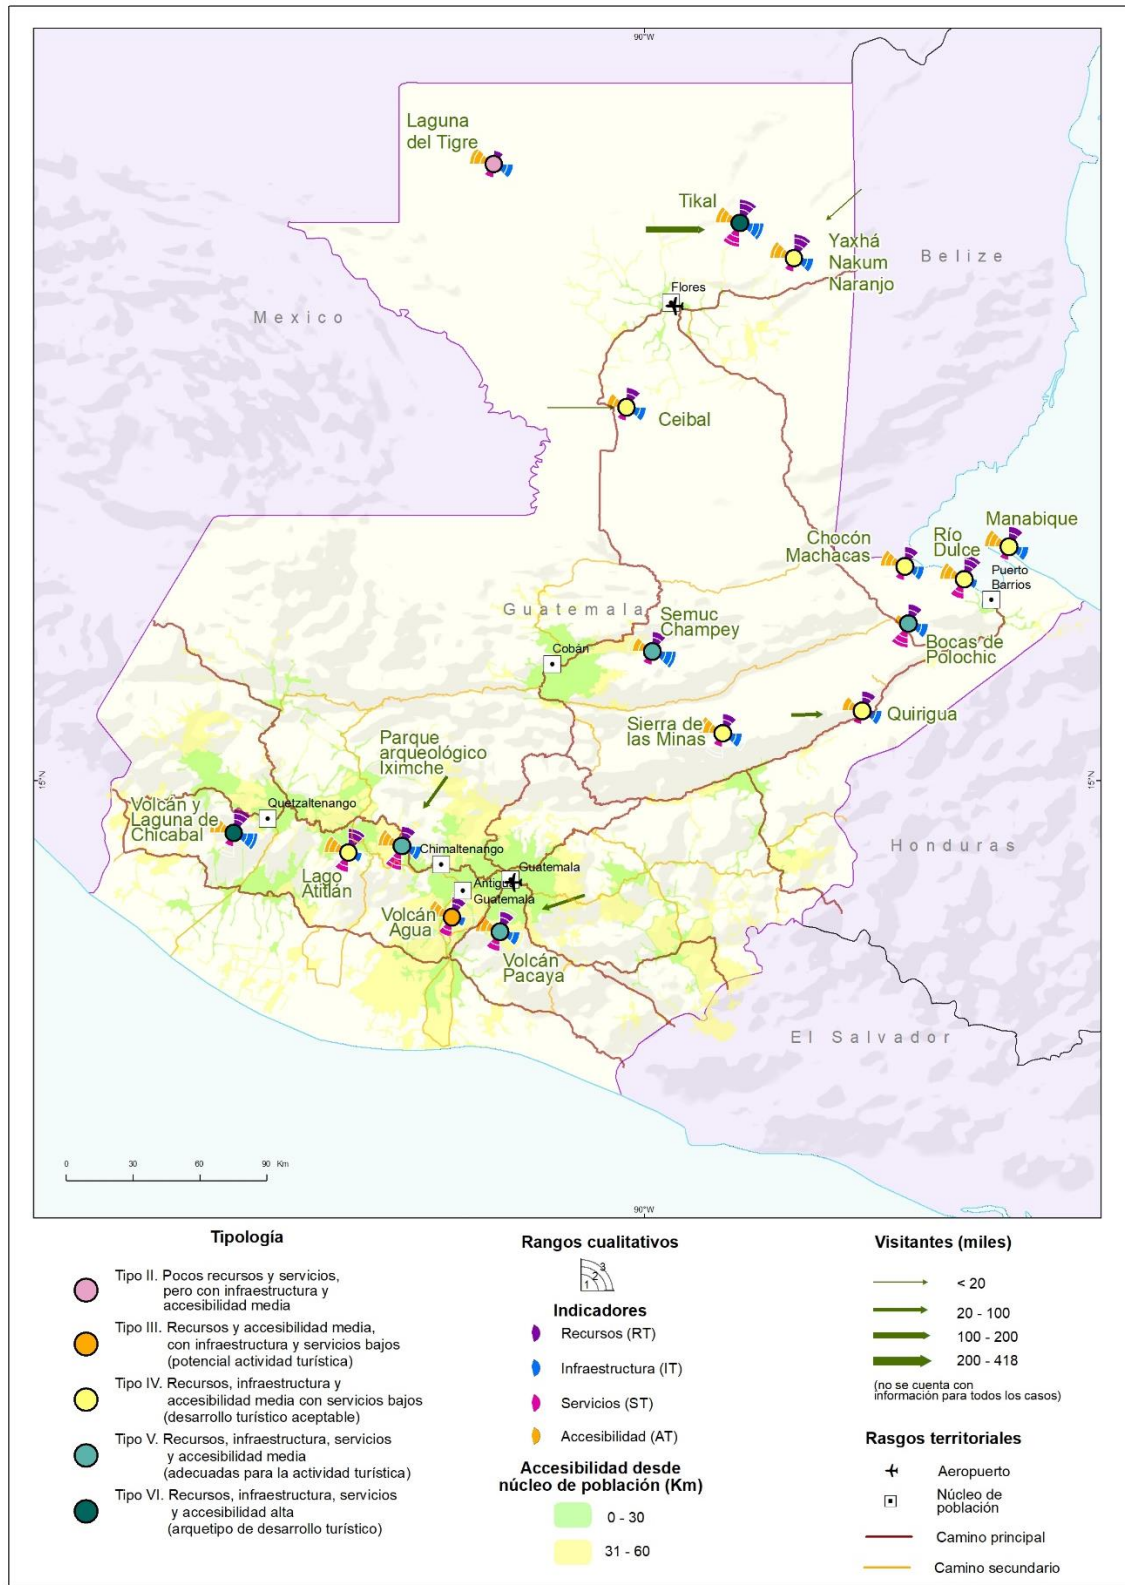 90°W
Laguna
del Tigre
Tikal
Yaxhá
Nakum
Naranjo
Belize
Flores
Mexico
Ceibal
Manabique
Chocón
Machacas
Río
Dulce
Puerto
Barrios
Guatemala
Semuc
Champey
Cobán
Bocas de
Polochic
Quirigua
Sierra de
las Minas
Parque
arqueológico
Iximche
15°N
15°N
Quetzaltenango
Volcán y
Laguna de
Chicabal
Chimaltenango
Honduras
Lago
Atitlán
Guatemala
Antigua
Guatemala
Volcán
Agua
Volcán
Pacaya
El Salvador
0 30 60 90 Km
90°W
Tipología
Tipo II. Pocos recursos y servicios,
pero con infraestructura y
accesibilidad media
Tipo III. Recursos y accesibilidad media,
con infraestructura y servicios bajos
(potencial actividad turística)
Tipo IV. Recursos, infraestructura y
accesibilidad media con servicios bajos
(desarrollo turístico aceptable)
Tipo V. Recursos, infraestructura, servicios
y accesibilidad media
(adecuadas para la actividad turística)
Tipo VI. Recursos, infraestructura, servicios
y accesibilidad alta
(arquetipo de desarrollo turístico)
Rangos cualitativos
1 2 3
Indicadores
Recursos (RT)
Infraestructura (IT)
Servicios (ST)
Accesibilidad (AT)
Accesibilidad desde
núcleo de población (Km)
0 - 30
31 - 60
Visitantes (miles)
< 20
20 - 100
100 - 200
200 - 418
(no se cuenta con
información para todos los casos)
Rasgos territoriales
Aeropuerto
Núcleo de
población
Camino principal
Camino secundario